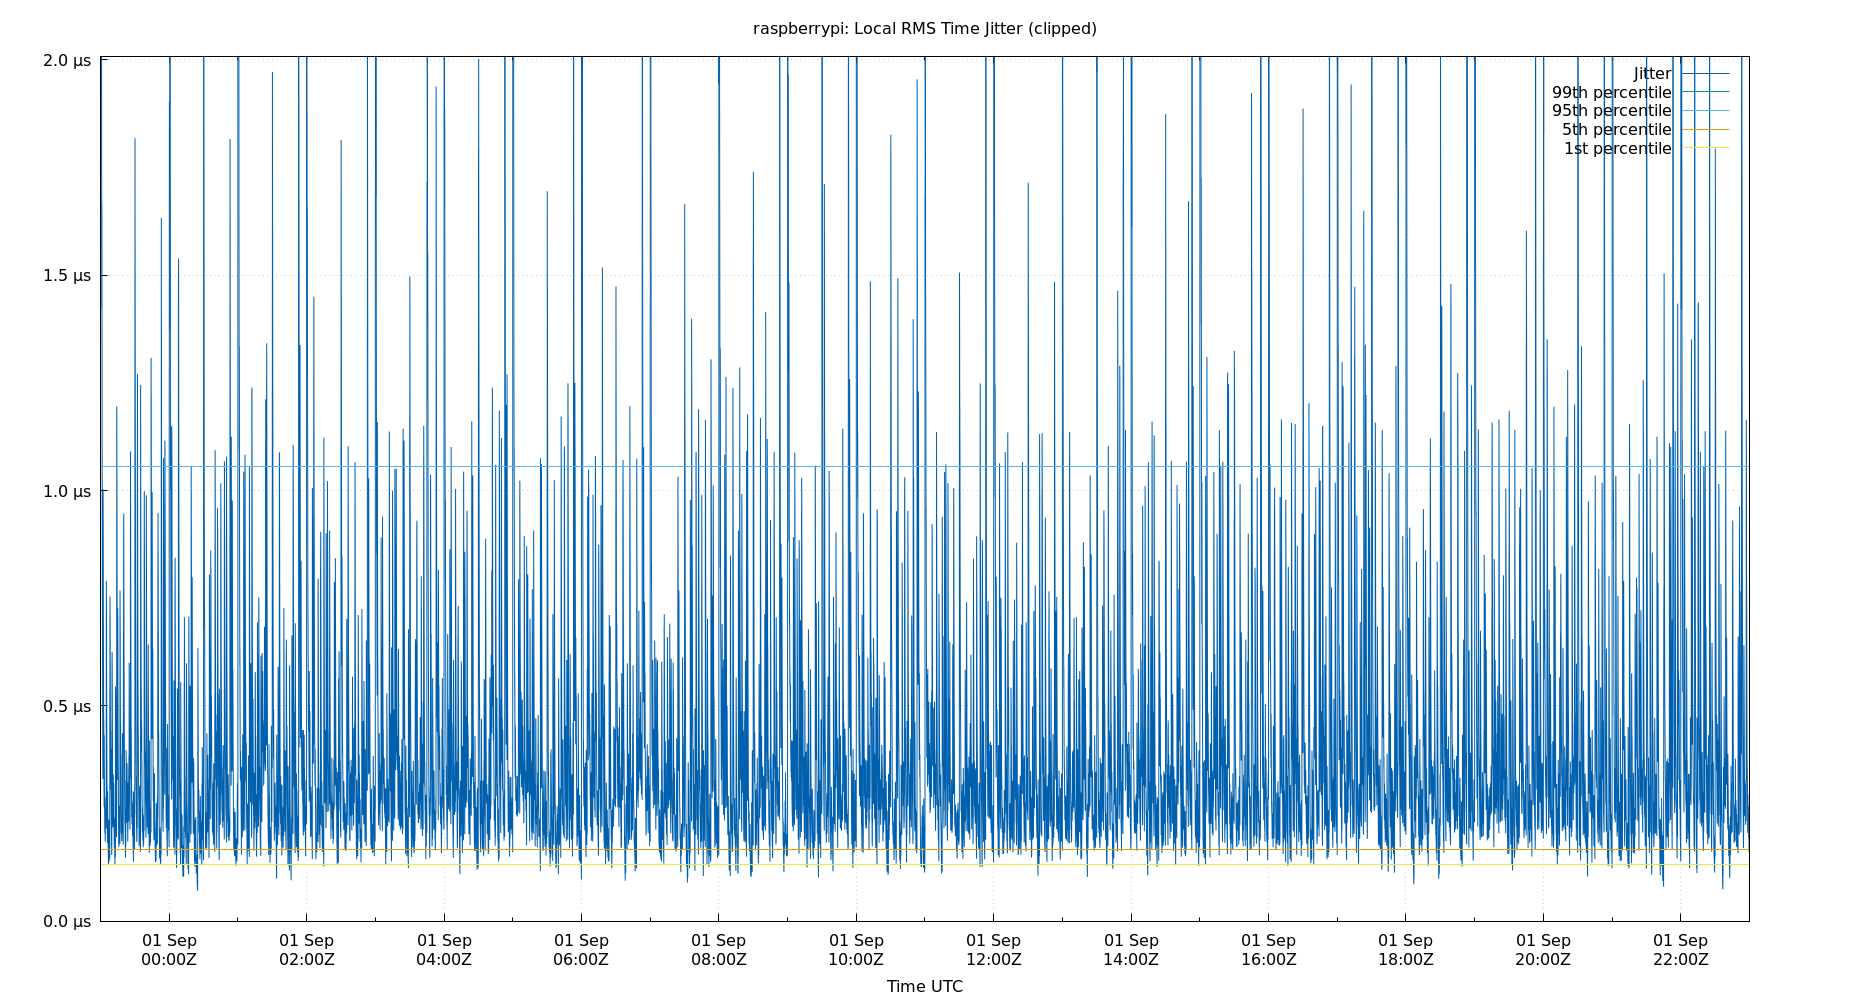 raspberrypi: Local RMS Time Jitter (clipped)
2.0 µs
1.5 µs
1.0 µs
0.5 µs
0.0 µs
Jitter
99th percentile
95th percentile
5th percentile
1st percentile
01 Sep 01 Sep 01 Sep 01 Sep 01 Sep 01 Sep 01 Sep 01 Sep 01 Sep 01 Sep 01 Sep 01 Sep
00:00Z 02:00Z 04:00Z 06:00Z 08:00Z 10:00Z 12:00Z 14:00Z 16:00Z 18:00Z 20:00Z 22:00Z
Time UTC